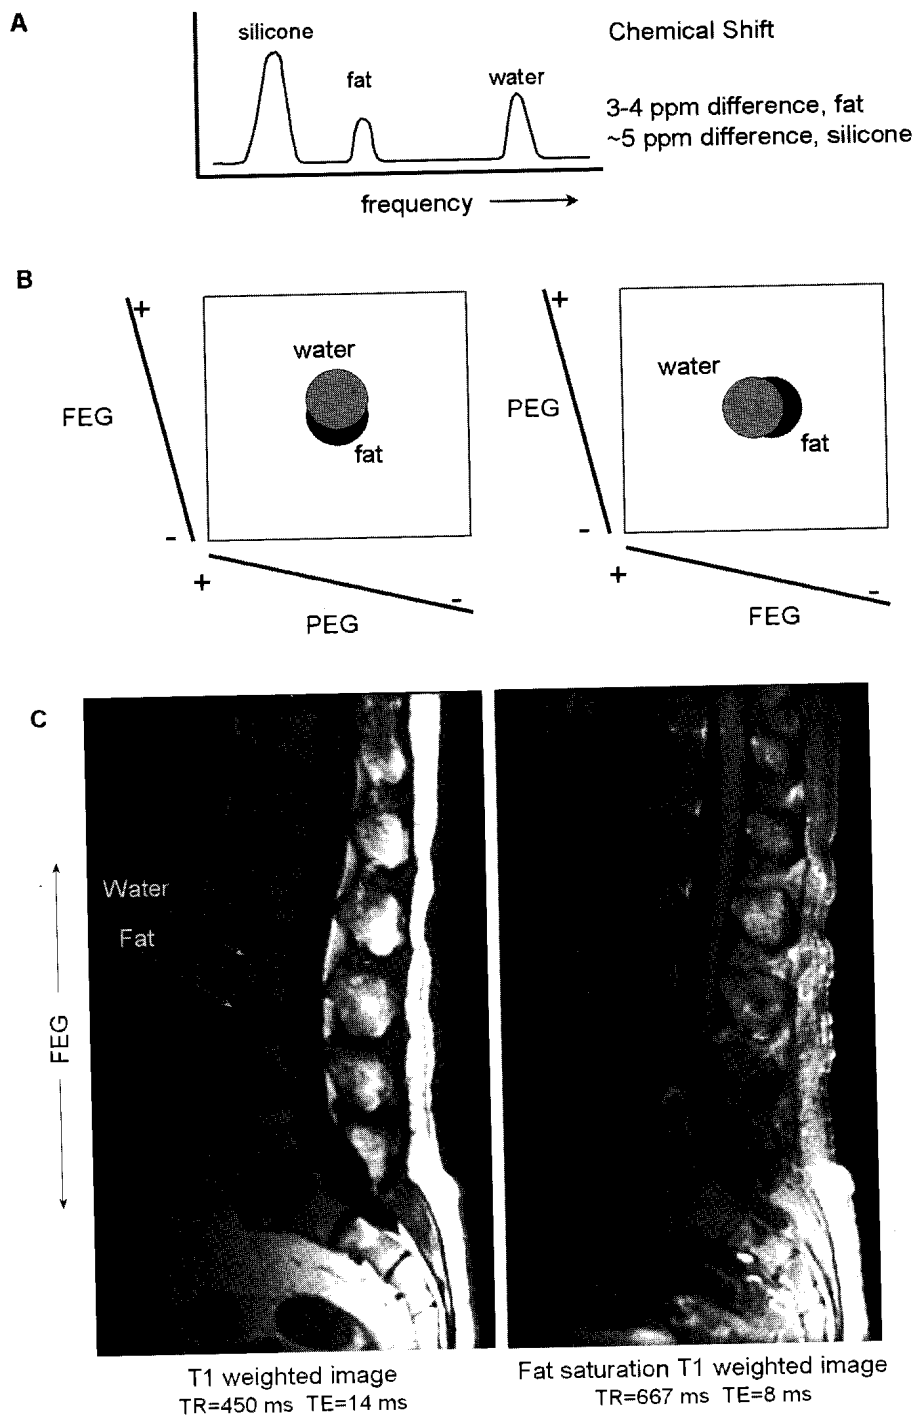 A
silicone
fat
water
Chemical Shift
3-4 ppm difference, fat
~5 ppm difference, silicone
frequency
B
+
FEG
-
water
fat
+
-
PEG
+
PEG
-
water
fat
+
-
FEG
C
FEG
Water
Fat
T1 weighted image
TR=450 ms TE=14 ms
Fat saturation T1 weighted image
TR=667 ms TE=8 ms